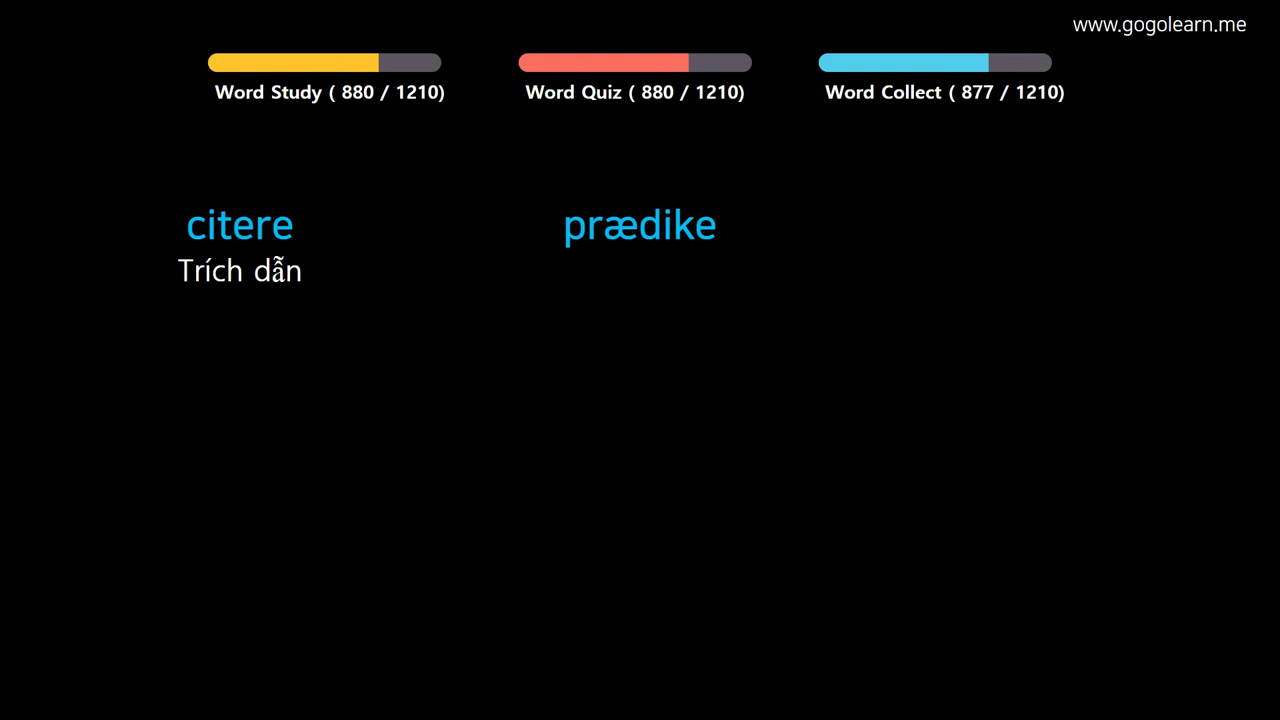 www.gogolearn.me
Word Study ( 880 / 1210)
Word Quiz ( 880 / 1210)
Word Collect ( 877 / 1210)
citere
Trích dẫn
prædike